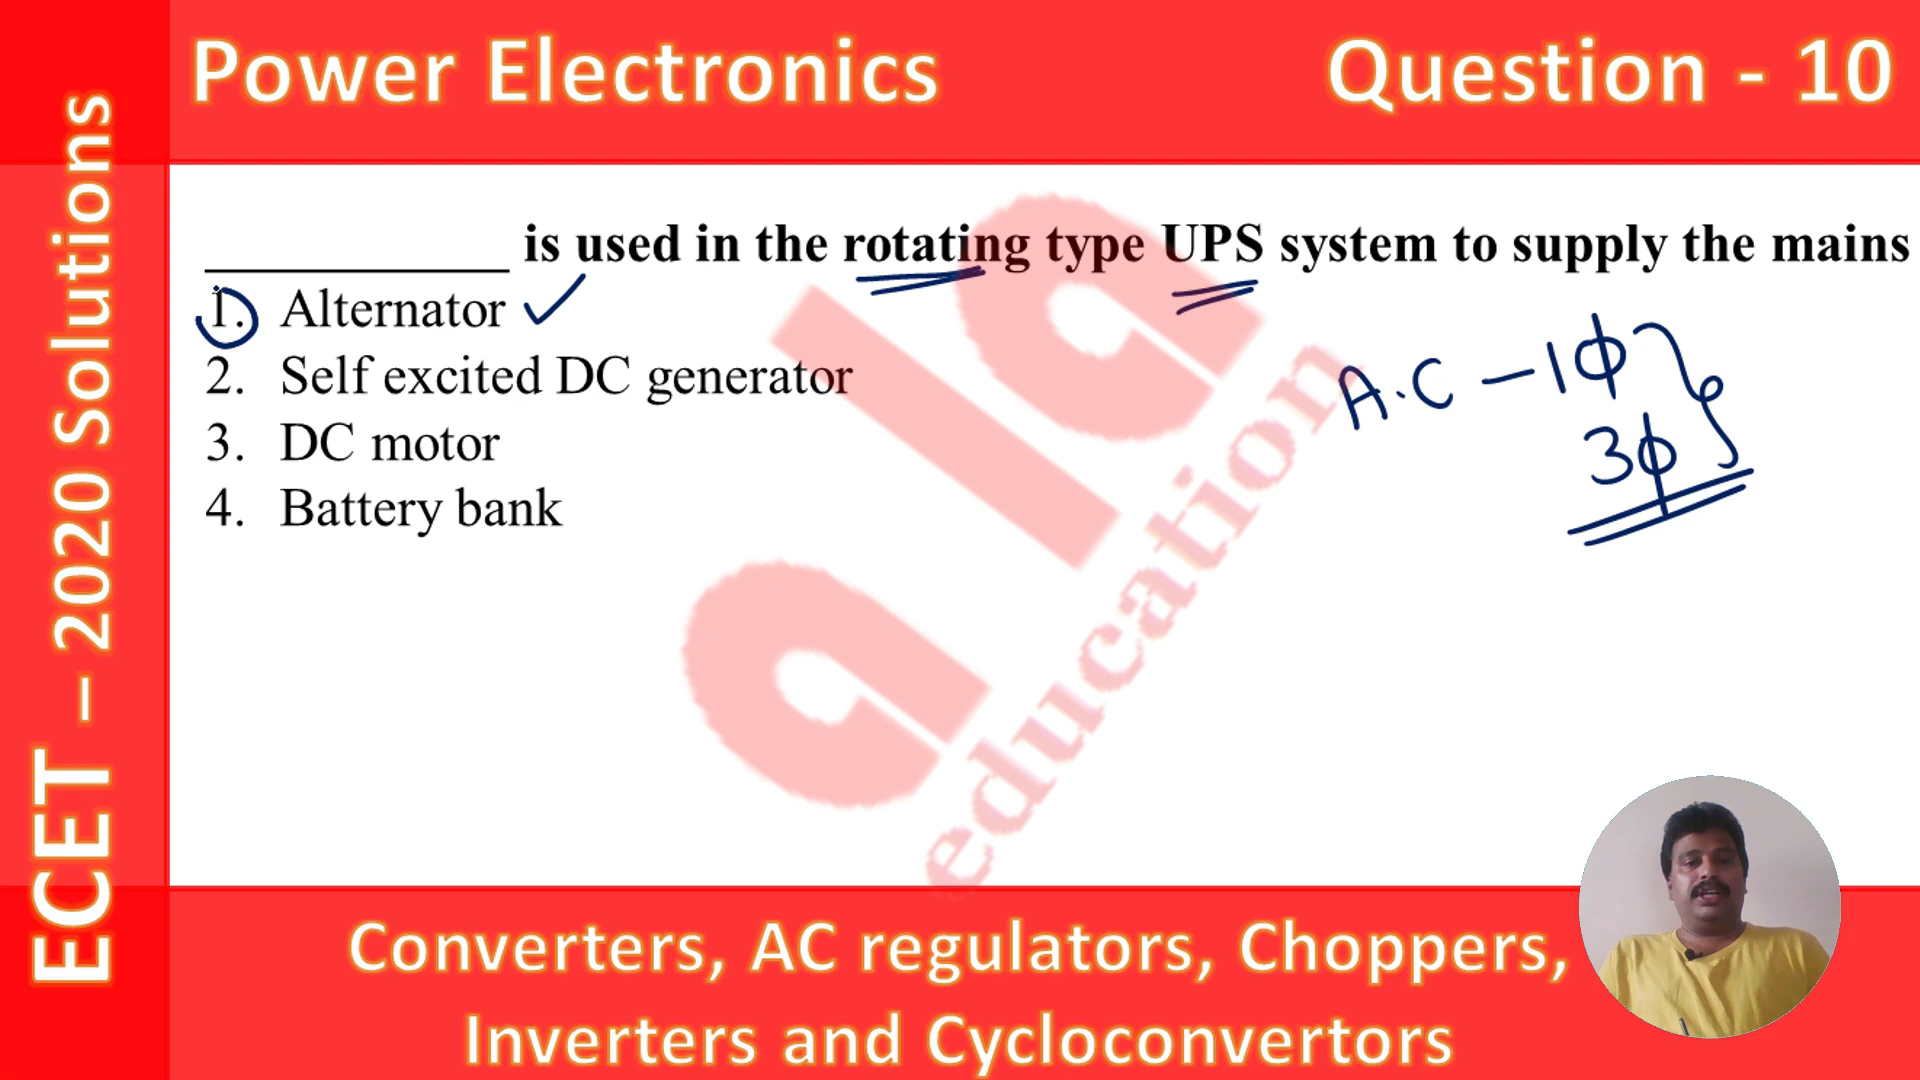 Power Electronics
Question - 10
ECET – 2020 Solutions
____________ is used in the rotating type UPS system to supply the mains
1. Alternator ✓
2. Self excited DC generator
3. DC motor
4. Battery bank
A.C – 1ϕ
3ϕ
education
Converters, AC regulators, Choppers,
Inverters and Cycloconvertors